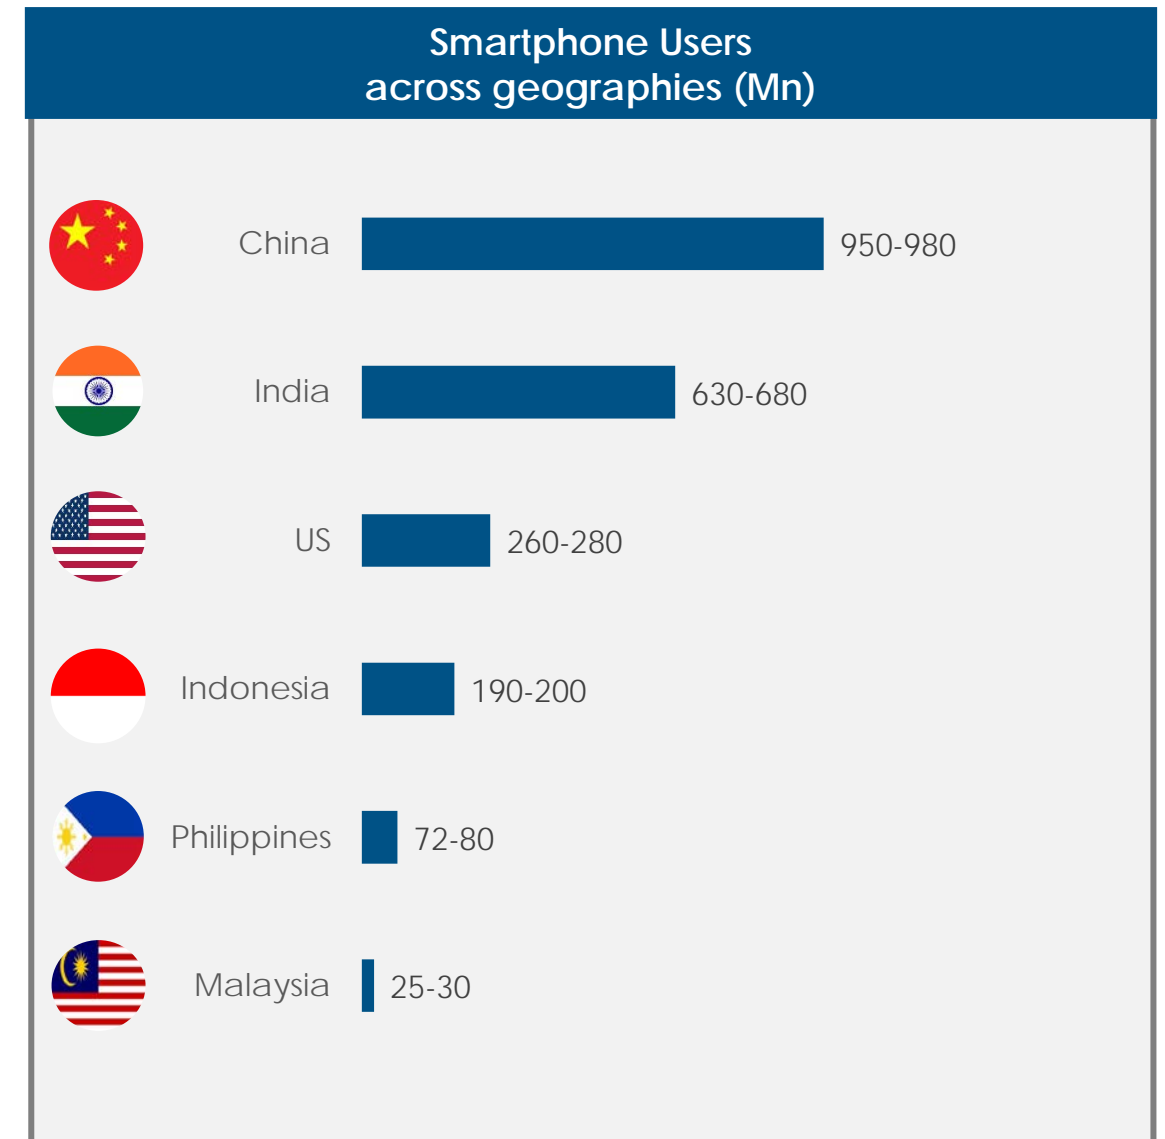 Smartphone Users
across geographies (Mn)
China 950-980
India 630-680
US 260-280
Indonesia 190-200
Philippines 72-80
Malaysia 25-30